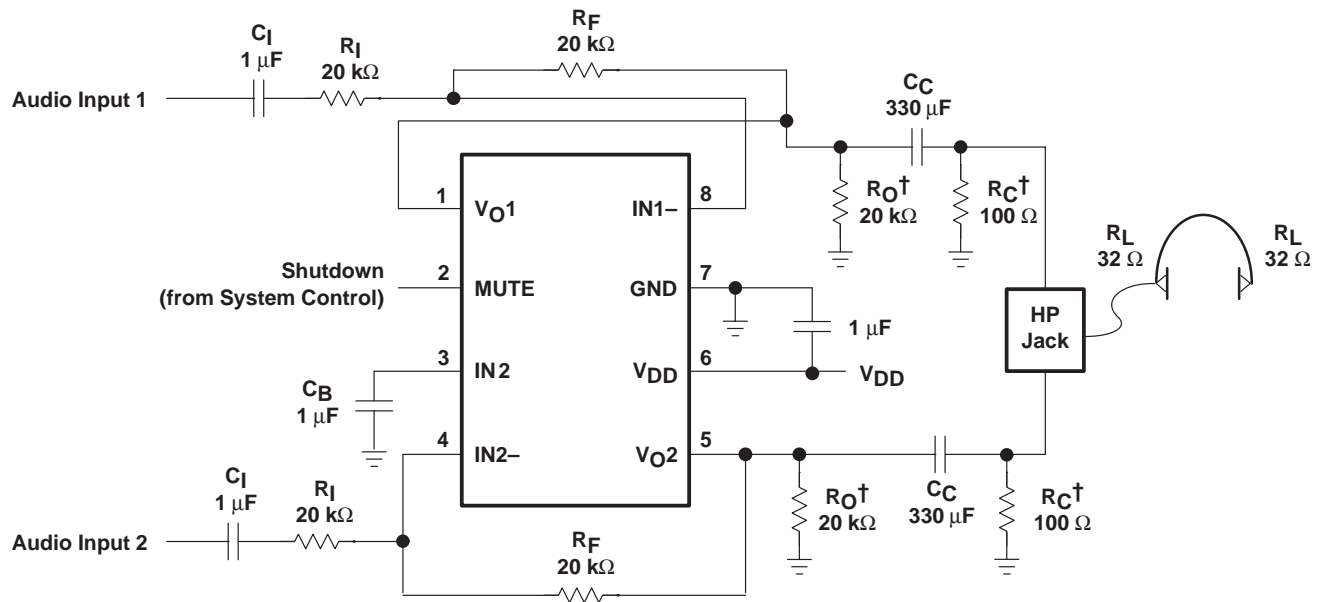 CI
1 μF
RI
20 kΩ
RF
20 kΩ
Audio Input 1
CC
330 μF
RO†
20 kΩ
RC†
100 Ω
1
VO1
IN1–
8
Shutdown
(from System Control)
2
MUTE
GND
7
1 μF
RL
32 Ω
RL
32 Ω
HP
Jack
CB
1 μF
3
IN2
VDD
6
VDD
4
IN2–
VO2
5
CI
1 μF
RI
20 kΩ
Audio Input 2
RF
20 kΩ
RO†
20 kΩ
CC
330 μF
RC†
100 Ω